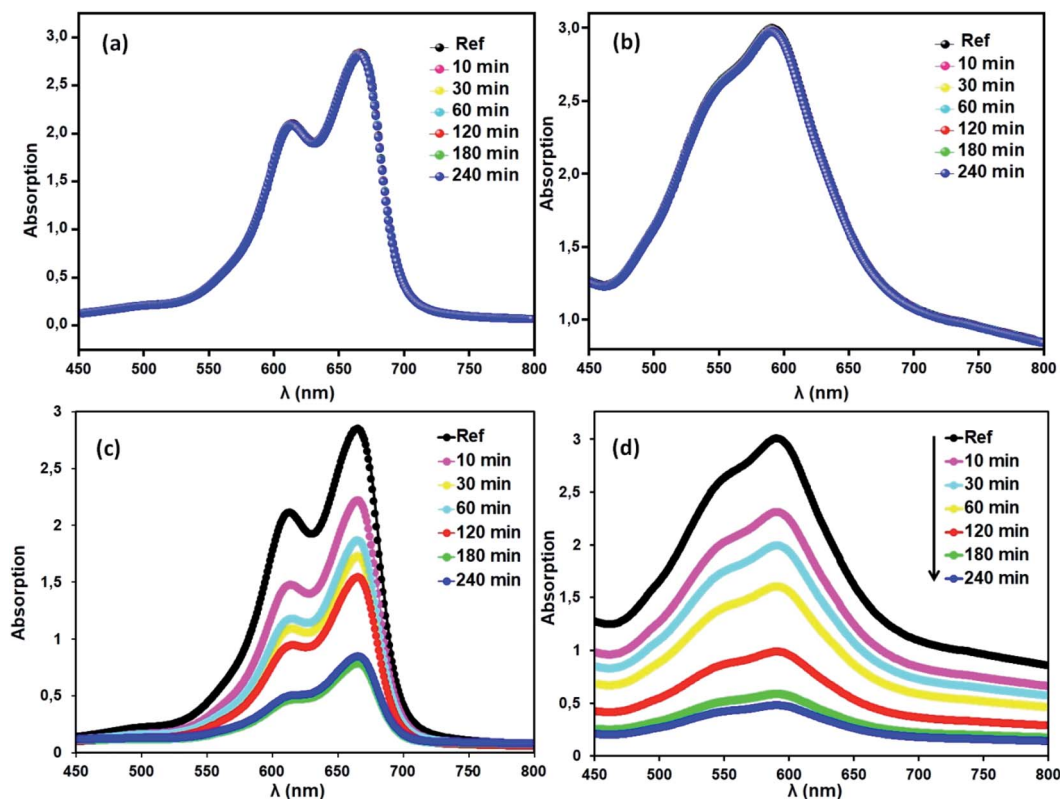 (a)
Absorption
3,0
2,5
2,0
1,5
1,0
0,5
0,0
450 500 550 600 650 700 750 800
λ (nm)
Ref
10 min
30 min
60 min
120 min
180 min
240 min
(b)
Absorption
3,0
2,5
2,0
1,5
1,0
450 500 550 600 650 700 750 800
λ (nm)
Ref
10 min
30 min
60 min
120 min
180 min
240 min
(c)
Absorption
3
2,5
2
1,5
1
0,5
0
450 500 550 600 650 700 750 800
λ (nm)
Ref
10 min
30 min
60 min
120 min
180 min
240 min
(d)
Absorption
3
2,5
2
1,5
1
0,5
0
450 500 550 600 650 700 750 800
λ (nm)
Ref
10 min
30 min
60 min
120 min
180 min
240 min